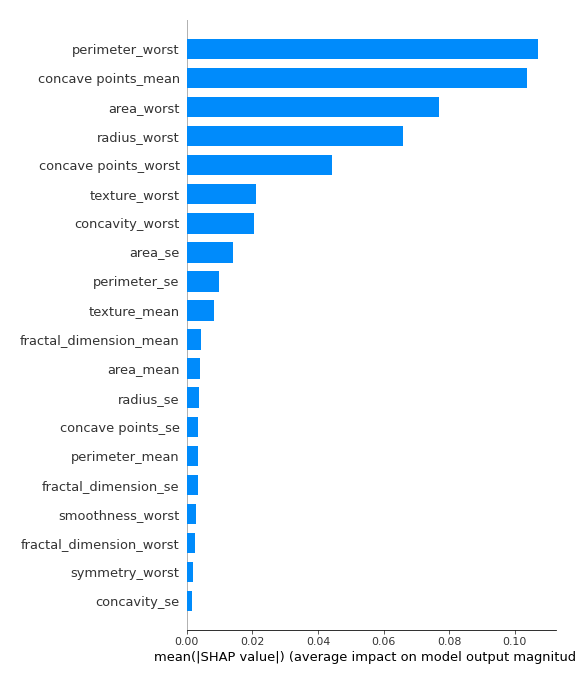 perimeter_worst
concave points_mean
area_worst
radius_worst
concave points_worst
texture_worst
concavity_worst
area_se
perimeter_se
texture_mean
fractal_dimension_mean
area_mean
radius_se
concave points_se
perimeter_mean
fractal_dimension_se
smoothness_worst
fractal_dimension_worst
symmetry_worst
concavity_se
0.00 0.02 0.04 0.06 0.08 0.10
mean(|SHAP value|) (average impact on model output magnitud